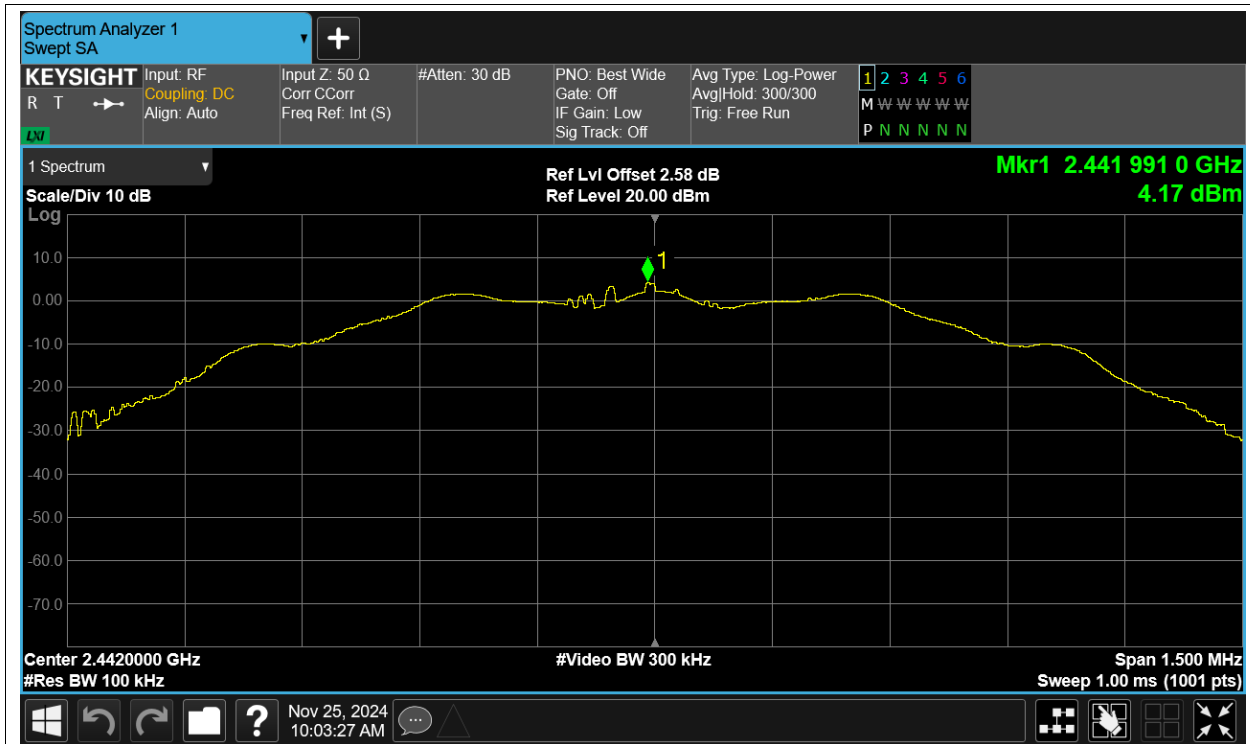 Spectrum Analyzer 1
Swept SA
KEYSIGHT
R T
LXI
Input: RF
Coupling: DC
Align: Auto
Input Z: 50 Ω
Corr CCorr
Freq Ref: Int (S)
#Atten: 30 dB
PNO: Best Wide
Gate: Off
IF Gain: Low
Sig Track: Off
Avg Type: Log-Power
Avg|Hold: 300/300
Trig: Free Run
1 2 3 4 5 6
M W W W W W
P N N N N N
1 Spectrum
Scale/Div 10 dB
Ref Lvl Offset 2.58 dB
Ref Level 20.00 dBm
Mkr1 2.441 991 0 GHz
4.17 dBm
Log
1
10.0
0.00
-10.0
-20.0
-30.0
-40.0
-50.0
-60.0
-70.0
Center 2.4420000 GHz
#Video BW 300 kHz
Span 1.500 MHz
#Res BW 100 kHz
Sweep 1.00 ms (1001 pts)
?
Nov 25, 2024
10:03:27 AM